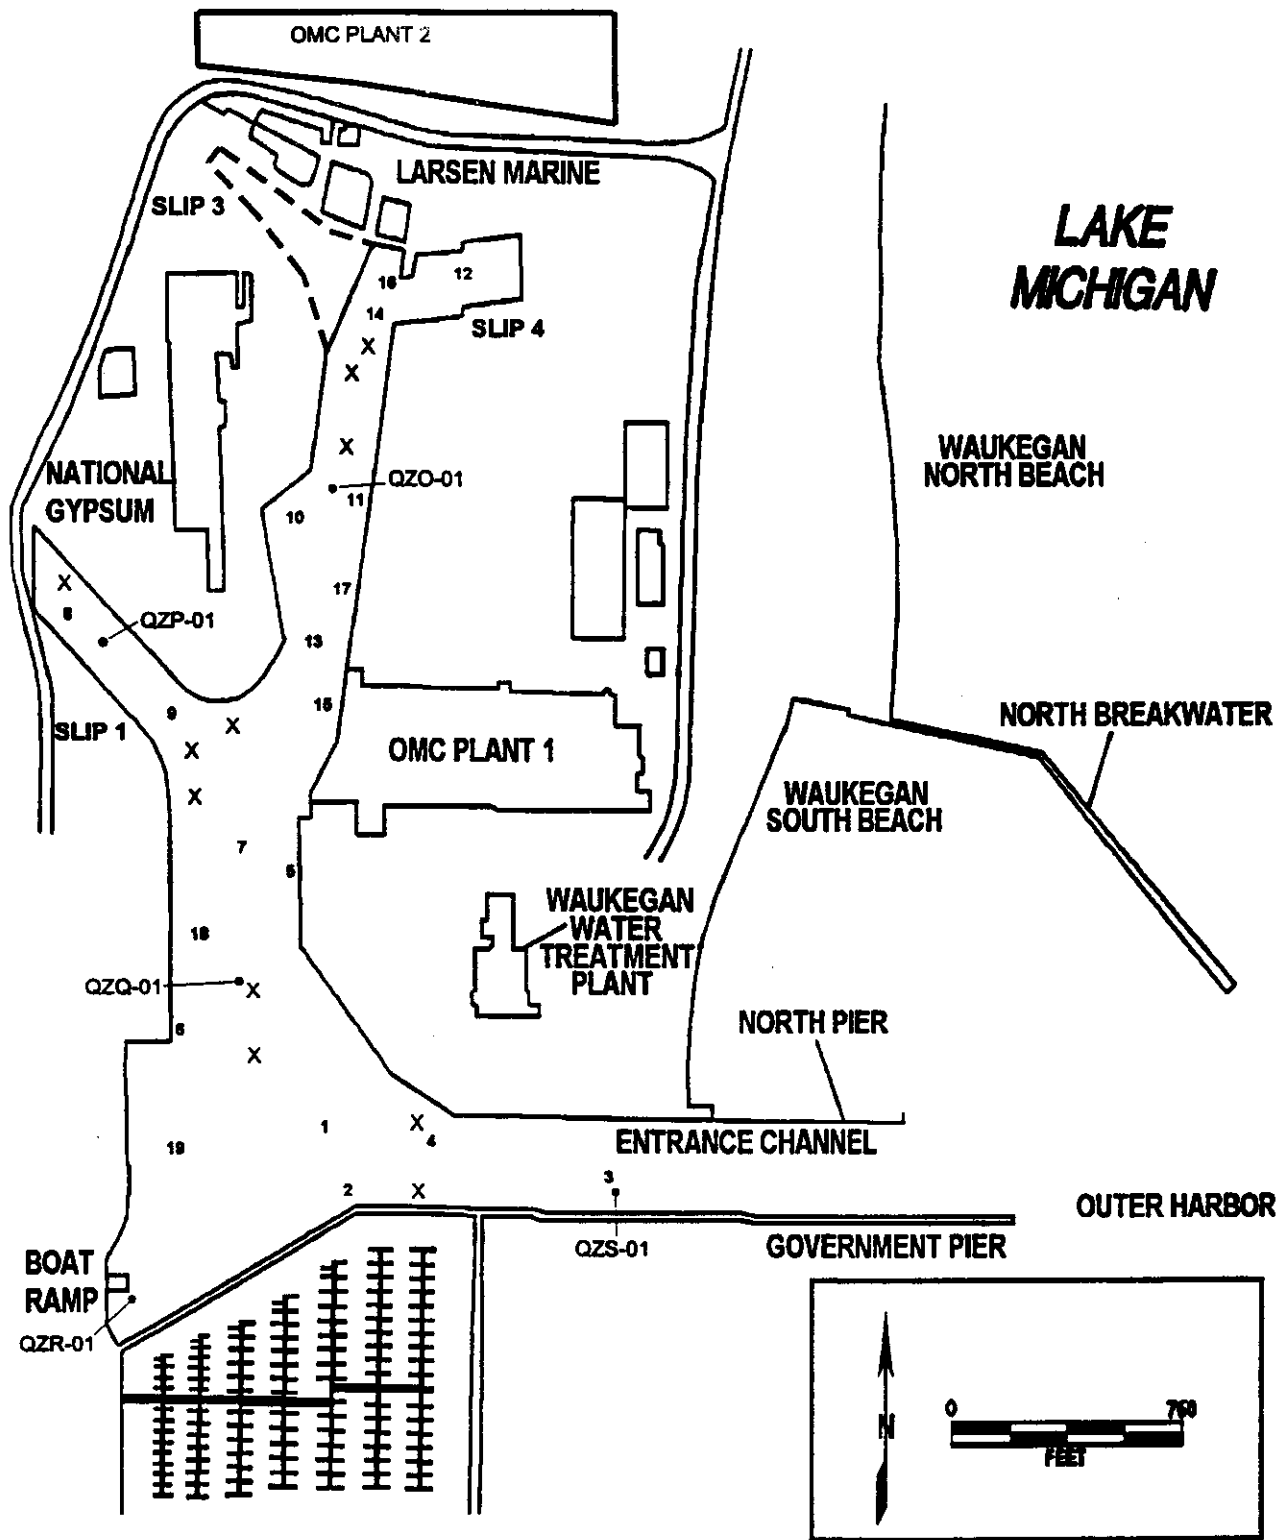 OMC PLANT 2
LARSEN MARINE
SLIP 3
LAKE
MICHIGAN
16
12
14
SLIP 4
X
X
X
WAUKEGAN
NORTH BEACH
NATIONAL
GYPSUM
QZO-01
11
10
X
17
8
QZP-01
13
15
9
X
SLIP 1
X
OMC PLANT 1
NORTH BREAKWATER
X
WAUKEGAN
SOUTH BEACH
7
5
WAUKEGAN
WATER
TREATMENT
PLANT
18
QZQ-01
X
6
X
NORTH PIER
1
X
4
ENTRANCE CHANNEL
19
2
X
3
OUTER HARBOR
QZS-01
GOVERNMENT PIER
BOAT
RAMP
QZR-01
N
0
750
FEET